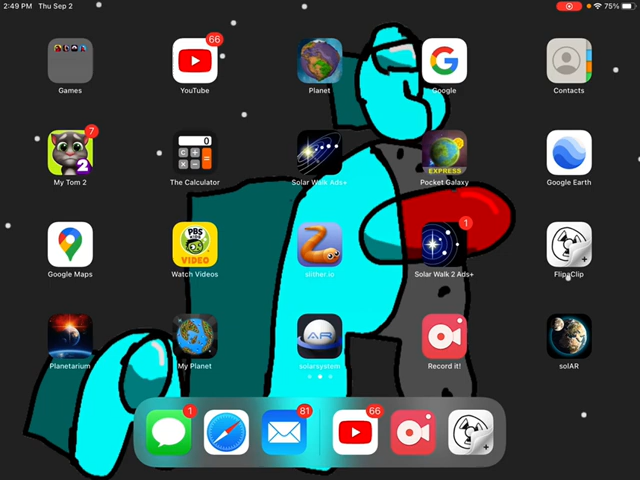 2:49 PM Thu Sep 2
75%
66
Games
YouTube
Planet
Google
Contacts
7
0
2
My Tom 2
The Calculator
Solar Walk Ads+
EXPRESS
Pocket Galaxy
Google Earth
1
PBS KIDS
VIDEO
Google Maps
Watch Videos
slither.io
Solar Walk 2 Ads+
FlipaClip
AR
Planetarium
My Planet
solarsystem
Record it!
solAR
1
81
66